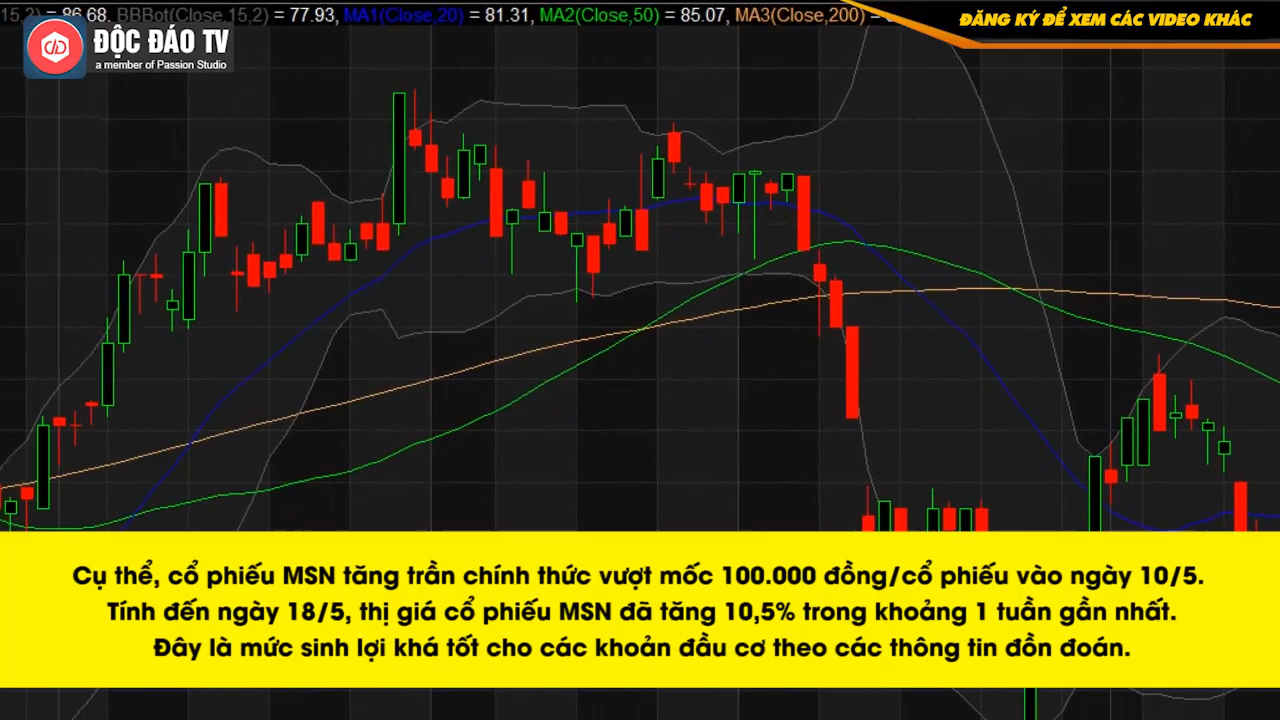 15,2) = 86.68, BBBot(Close,15,2) = 77.93, MA1(Close,20) = 81.31, MA2(Close,50) = 85.07, MA3(Close,200) =
ĐĂNG KÝ ĐỂ XEM CÁC VIDEO KHÁC
ĐỘC ĐÁO TV
a member of Passion Studio
Cụ thể, cổ phiếu MSN tăng trần chính thức vượt mốc 100.000 đồng/cổ phiếu vào ngày 10/5.
Tính đến ngày 18/5, thị giá cổ phiếu MSN đã tăng 10,5% trong khoảng 1 tuần gần nhất.
Đây là mức sinh lợi khá tốt cho các khoản đầu cơ theo các thông tin đồn đoán.